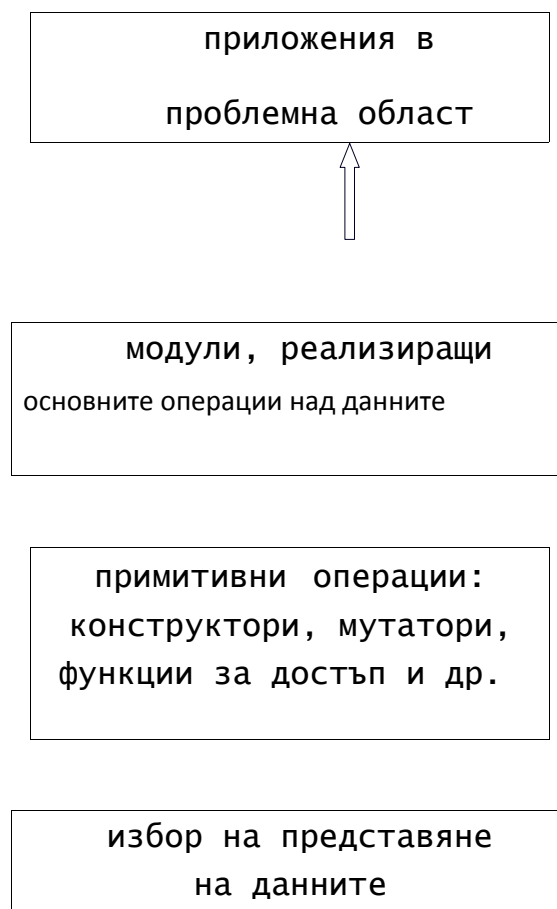 приложения в
проблемна област
модули, реализиращи
основните операции над данните
примитивни операции:
конструктори, мутатори,
функции за достъп и др.
избор на представяне
на данните